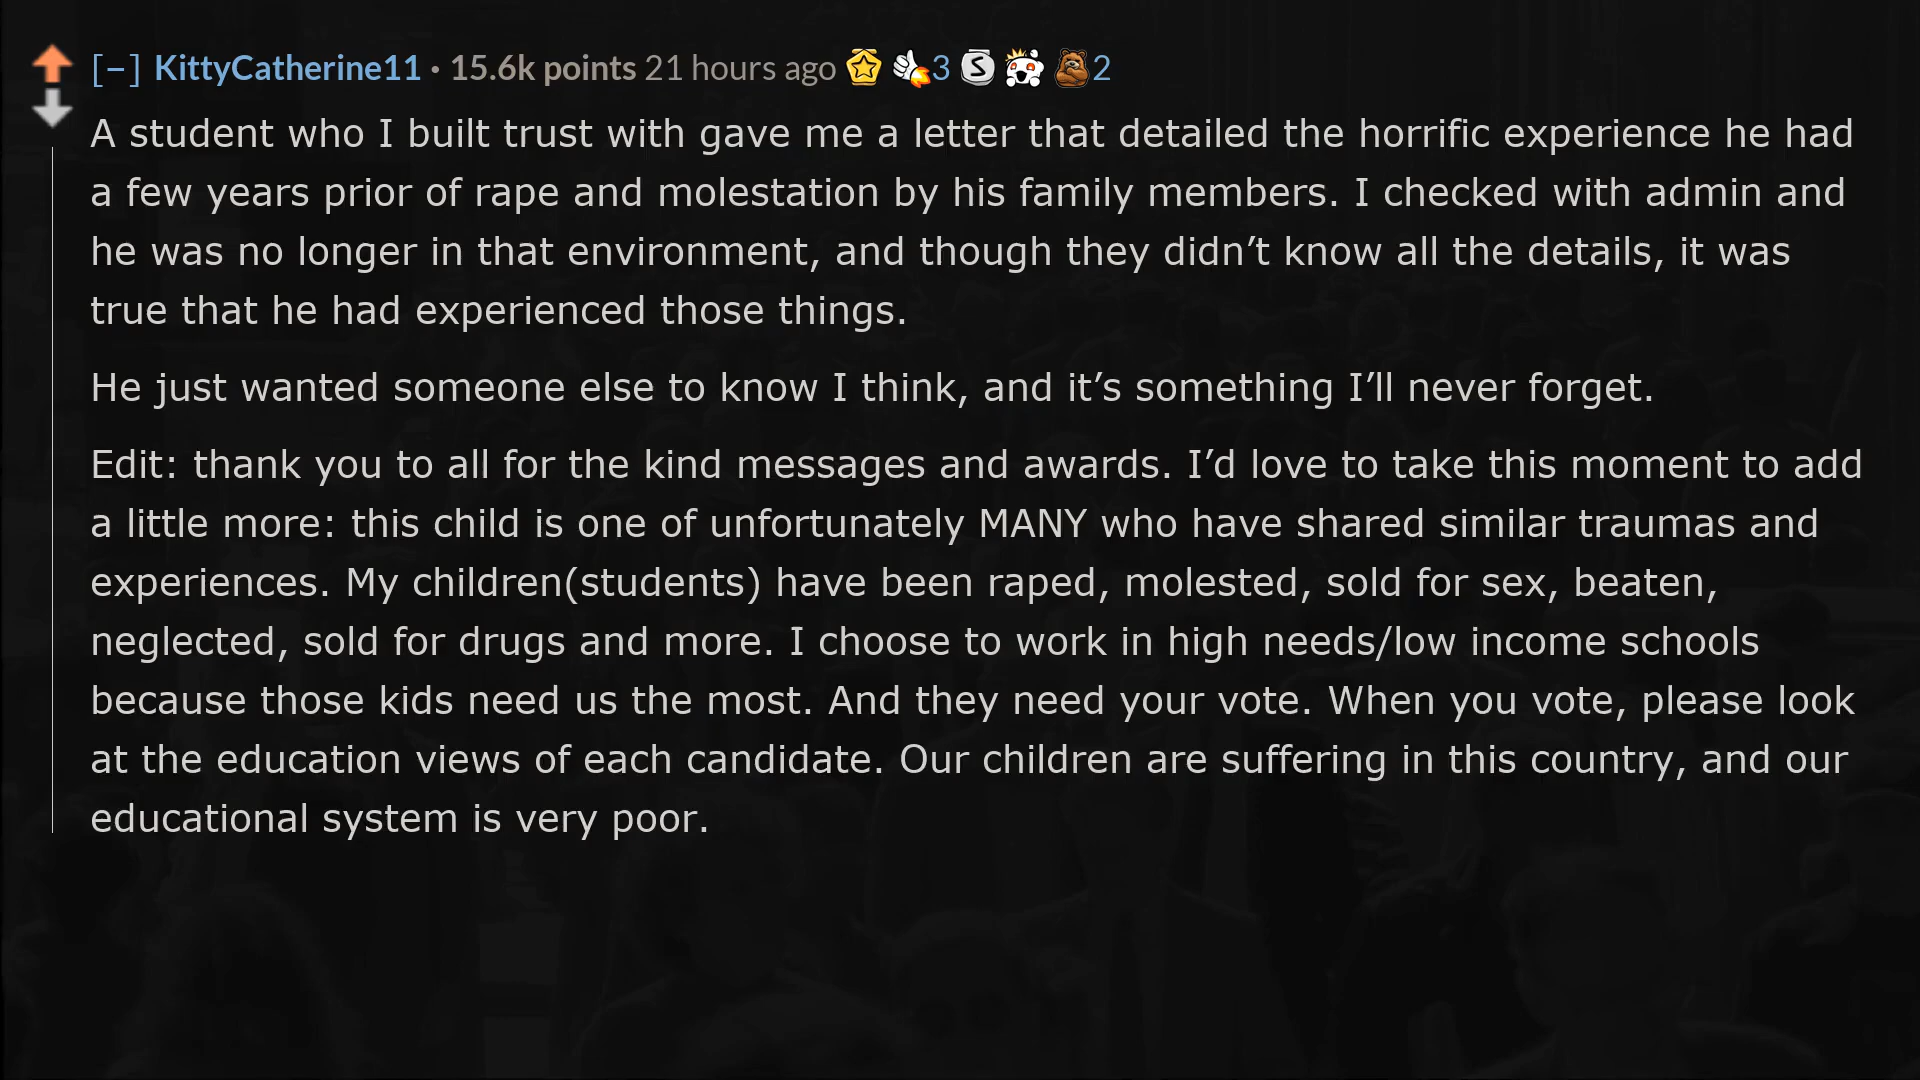 [–] KittyCatherine11 · 15.6k points 21 hours ago 3 S 2
A student who I built trust with gave me a letter that detailed the horrific experience he had
a few years prior of rape and molestation by his family members. I checked with admin and
he was no longer in that environment, and though they didn’t know all the details, it was
true that he had experienced those things.
He just wanted someone else to know I think, and it’s something I’ll never forget.
Edit: thank you to all for the kind messages and awards. I’d love to take this moment to add
a little more: this child is one of unfortunately MANY who have shared similar traumas and
experiences. My children(students) have been raped, molested, sold for sex, beaten,
neglected, sold for drugs and more. I choose to work in high needs/low income schools
because those kids need us the most. And they need your vote. When you vote, please look
at the education views of each candidate. Our children are suffering in this country, and our
educational system is very poor.